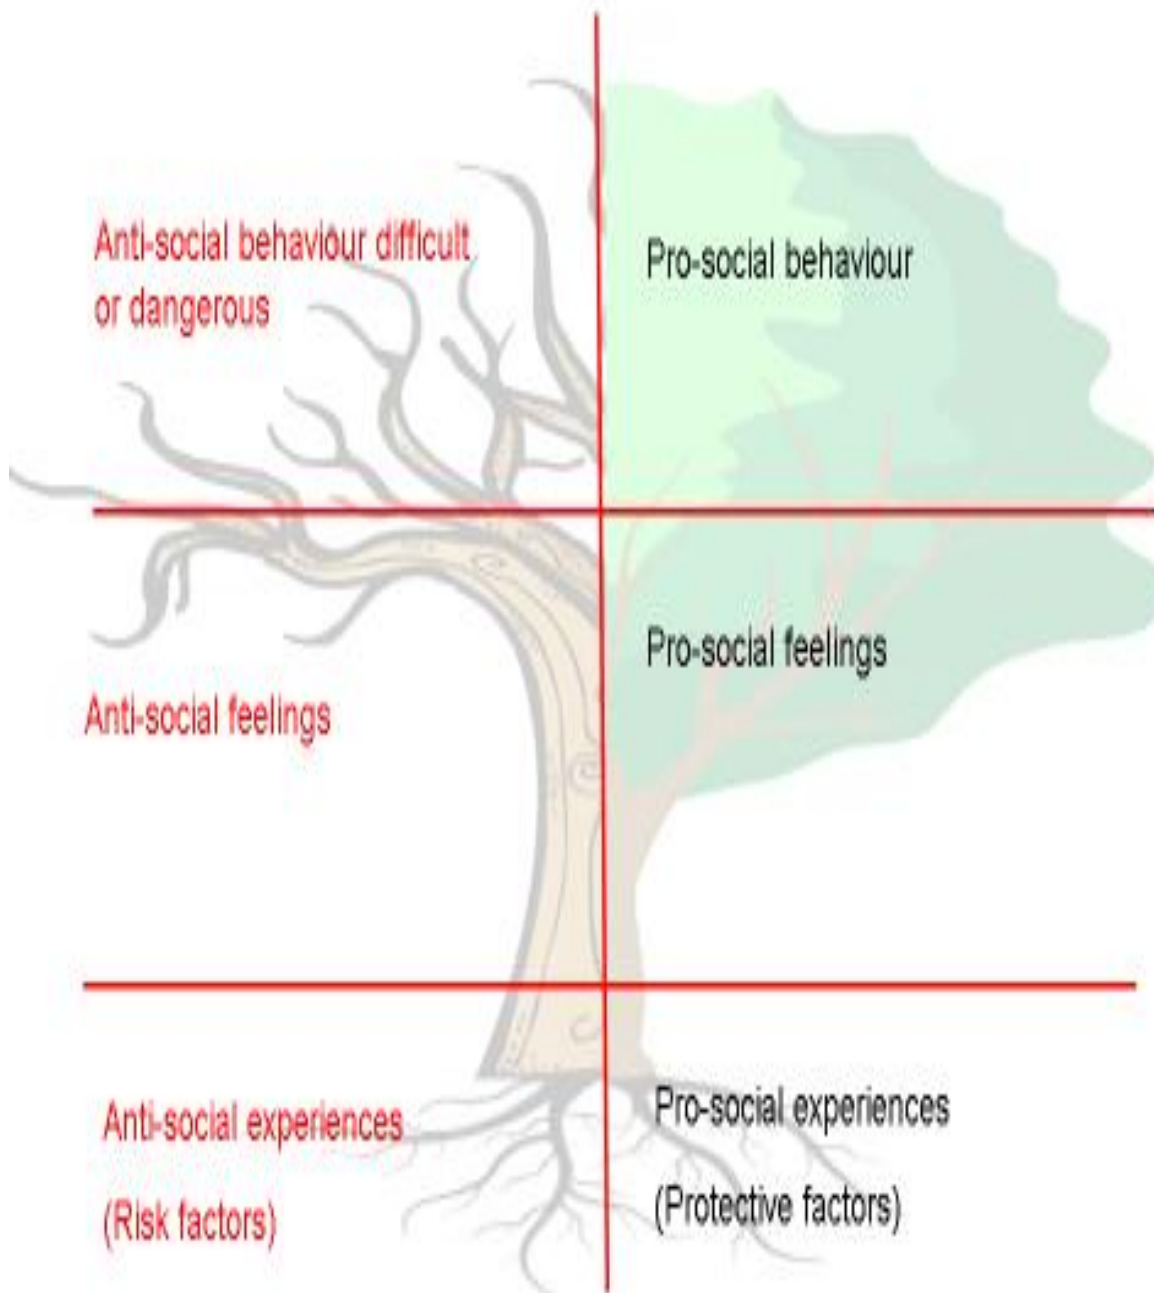 Anti-social behaviour difficult
or dangerous
Pro-social behaviour
Anti-social feelings
Pro-social feelings
Anti-social experiences
(Risk factors)
Pro-social experiences
(Protective factors)